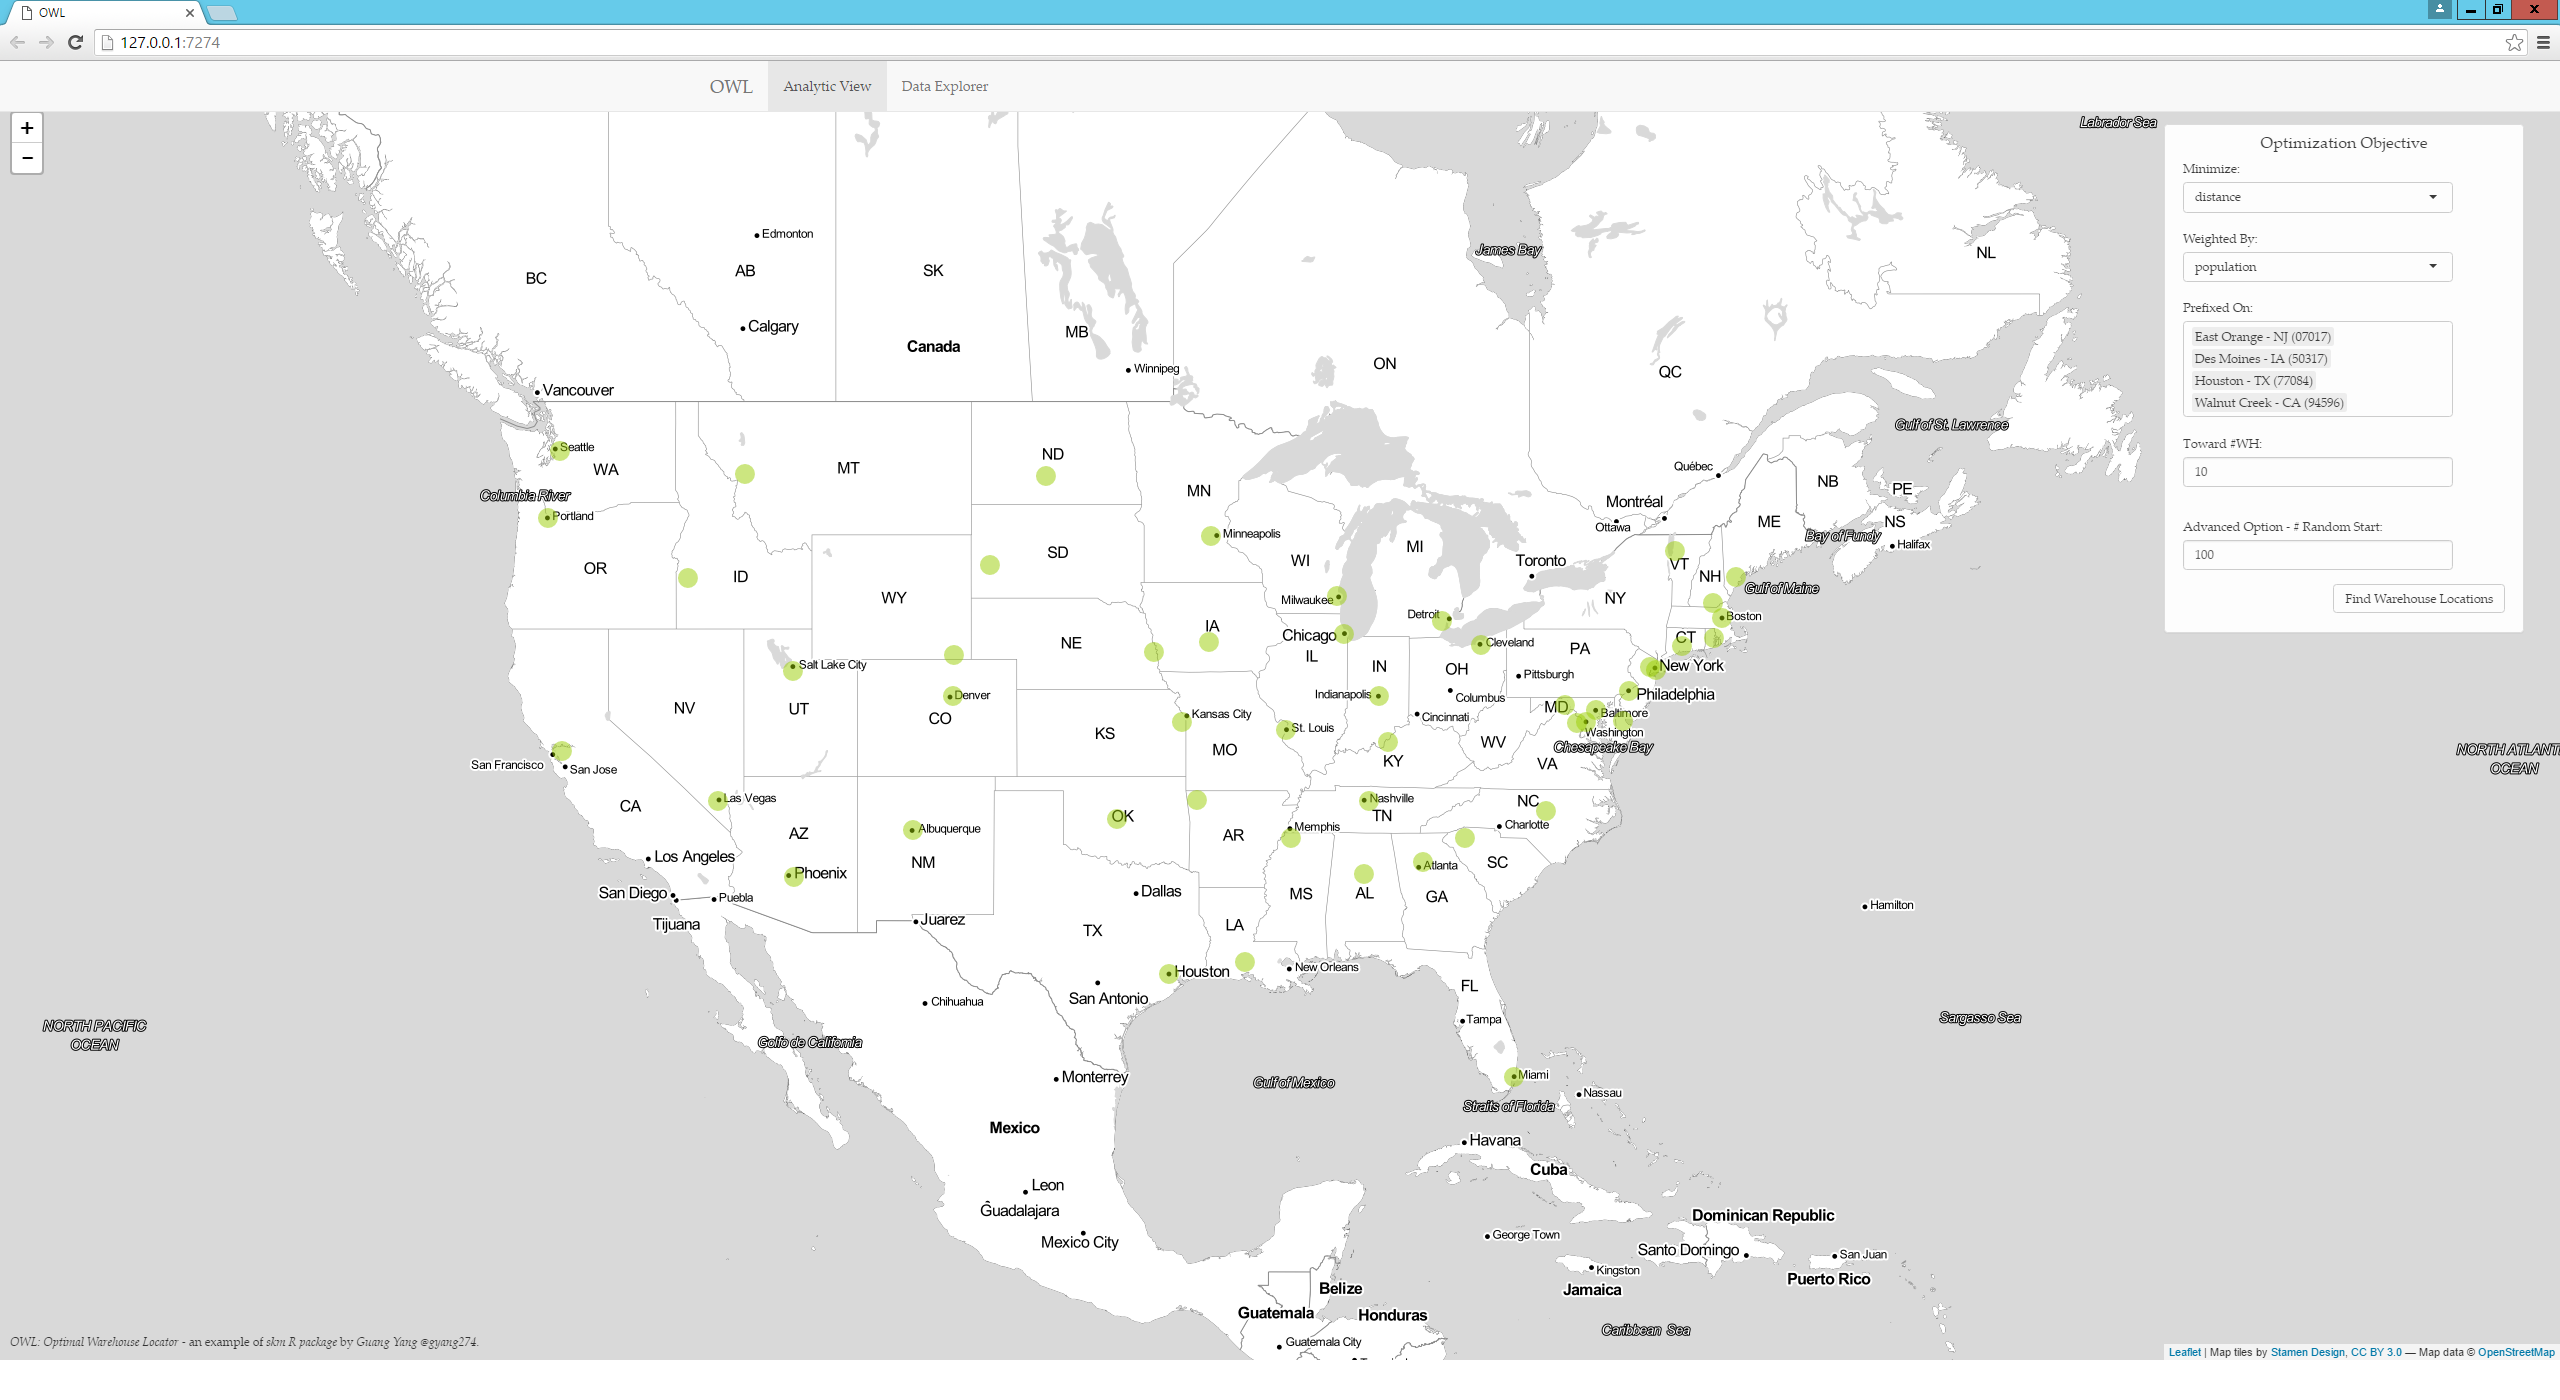 OWL
127.0.0.1:7274
OWL Analytic View Data Explorer
+
−
Labrador Sea
Optimization Objective
Minimize:
distance
Weighted By:
population
Prefixed On:
East Orange - NJ (07017)
Des Moines - IA (50317)
Houston - TX (77084)
Walnut Creek - CA (94596)
Toward #WH:
10
Advanced Option - # Random Start:
100
Find Warehouse Locations
Edmonton
James Bay
NL
BC
AB
SK
Calgary
MB
Canada
ON
Winnipeg
QC
Vancouver
Gulf of St. Lawrence
Seattle
WA
MT
ND
Québec
NB
PE
Columbia River
MN
Montréal
Portland
Ottawa
ME
NS
Minneapolis
Bay of Fundy
Halifax
SD
WI
MI
Toronto
OR
ID
VT
NH
Gulf of Maine
WY
Milwaukee
NY
Detroit
Boston
IA
Chicago
Cleveland
CT
NE
IL
PA
Salt Lake City
IN
OH
Pittsburgh
New York
Denver
Indianapolis
Columbus
Philadelphia
NV
UT
CO
Kansas City
Cincinnati
MD
Baltimore
St. Louis
Washington
KS
MO
WV
Chesapeake Bay
NORTH ATLANT
OCEAN
San Francisco
San Jose
KY
VA
CA
Las Vegas
Nashville
NC
OK
TN
Charlotte
AZ
Albuquerque
AR
Memphis
Los Angeles
NM
Atlanta
SC
Phoenix
San Diego
Puebla
Dallas
MS
AL
GA
Hamilton
Tijuana
Juarez
TX
LA
Houston
New Orleans
FL
San Antonio
Chihuahua
Tampa
Sargasso Sea
NORTH PACIFIC
OCEAN
Golfo de California
Monterrey
Gulf of Mexico
Miami
Nassau
Straits of Florida
Mexico
Havana
Cuba
Leon
Guadalajara
Dominican Republic
Mexico City
George Town
Santo Domingo
San Juan
Kingston
Puerto Rico
Belize
Jamaica
Guatemala
Honduras
Caribbean Sea
Guatemala City
OWL: Optimal Warehouse Locator - an example of skm R package by Guang Yang @gyang274.
Leaflet | Map tiles by Stamen Design, CC BY 3.0 — Map data © OpenStreetMap